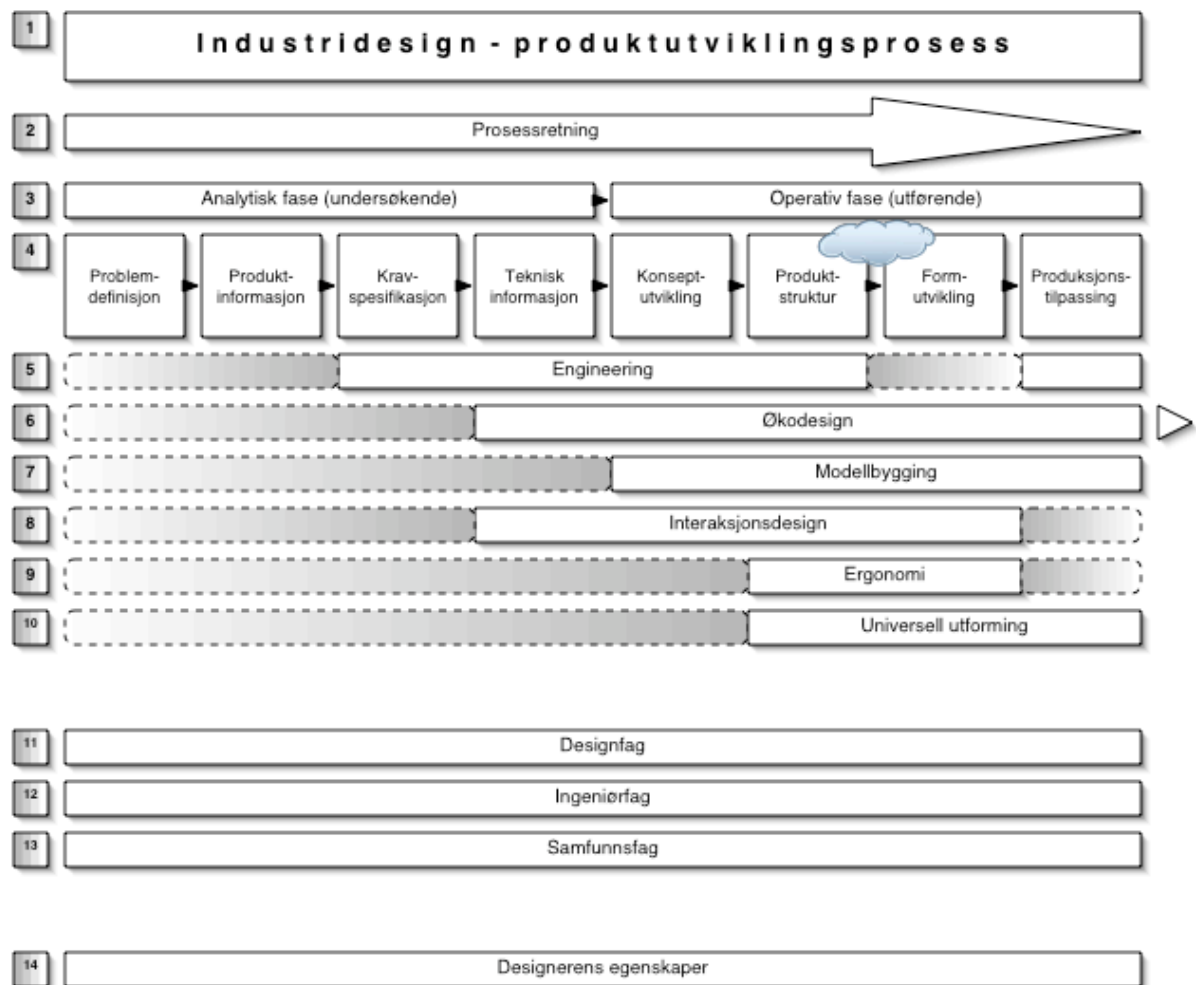 1
Industridesign - produktutviklingsprosess
2
Prosessretning
3
Analytisk fase (undersøkende)
Operativ fase (utførende)
4
Problem-
definisjon
Produkt-
informasjon
Krav-
spesifikasjon
Teknisk
informasjon
Konsept-
utvikling
Produkt-
struktur
Form-
utvikling
Produksjons-
tilpassing
5
Engineering
6
Økodesign
7
Modellbygging
8
Interaksjonsdesign
9
Ergonomi
10
Universell utforming
11
Designfag
12
Ingeniørfag
13
Samfunnsfag
14
Designerens egenskaper